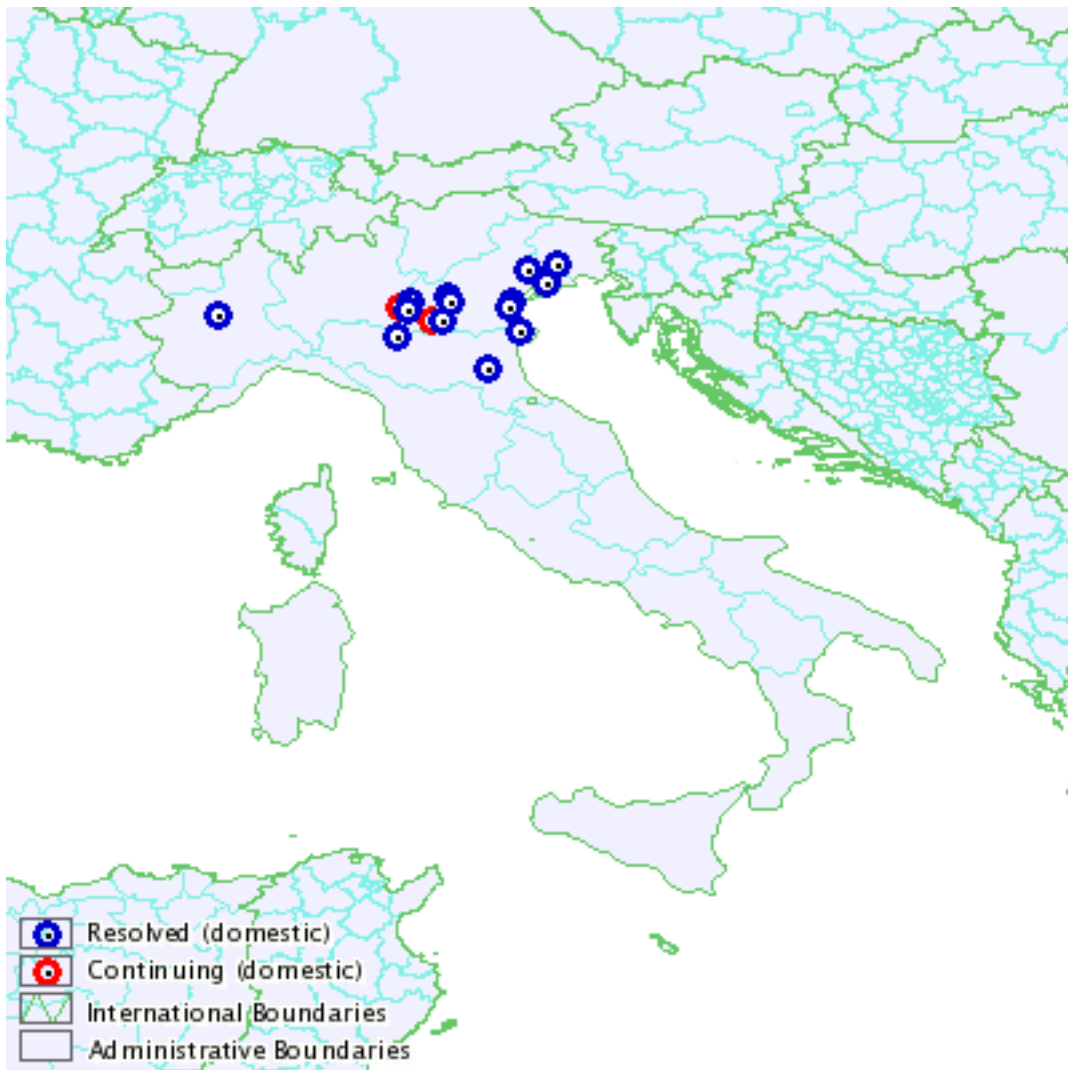 Resolved (domestic)
Continuing (domestic)
International Boundaries
Administrative Boundaries